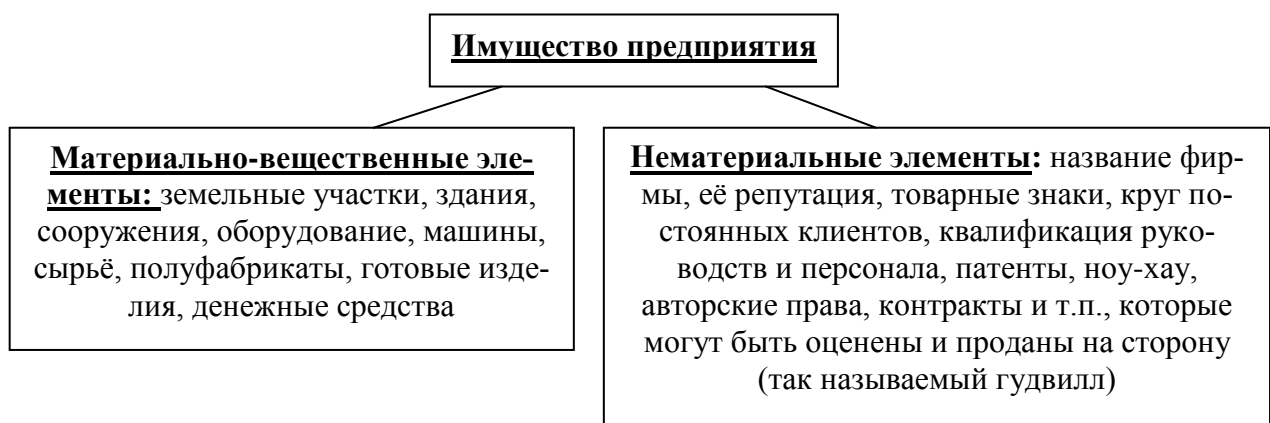 Имущество предприятия
Материально-вещественные эле-
менты: земельные участки, здания,
сооружения, оборудование, машины,
сырьё, полуфабрикаты, готовые изде-
лия, денежные средства
Нематериальные элементы: название фир-
мы, её репутация, товарные знаки, круг по-
стоянных клиентов, квалификация руко-
водств и персонала, патенты, ноу-хау,
авторские права, контракты и т.п., которые
могут быть оценены и проданы на сторону
(так называемый гудвилл)